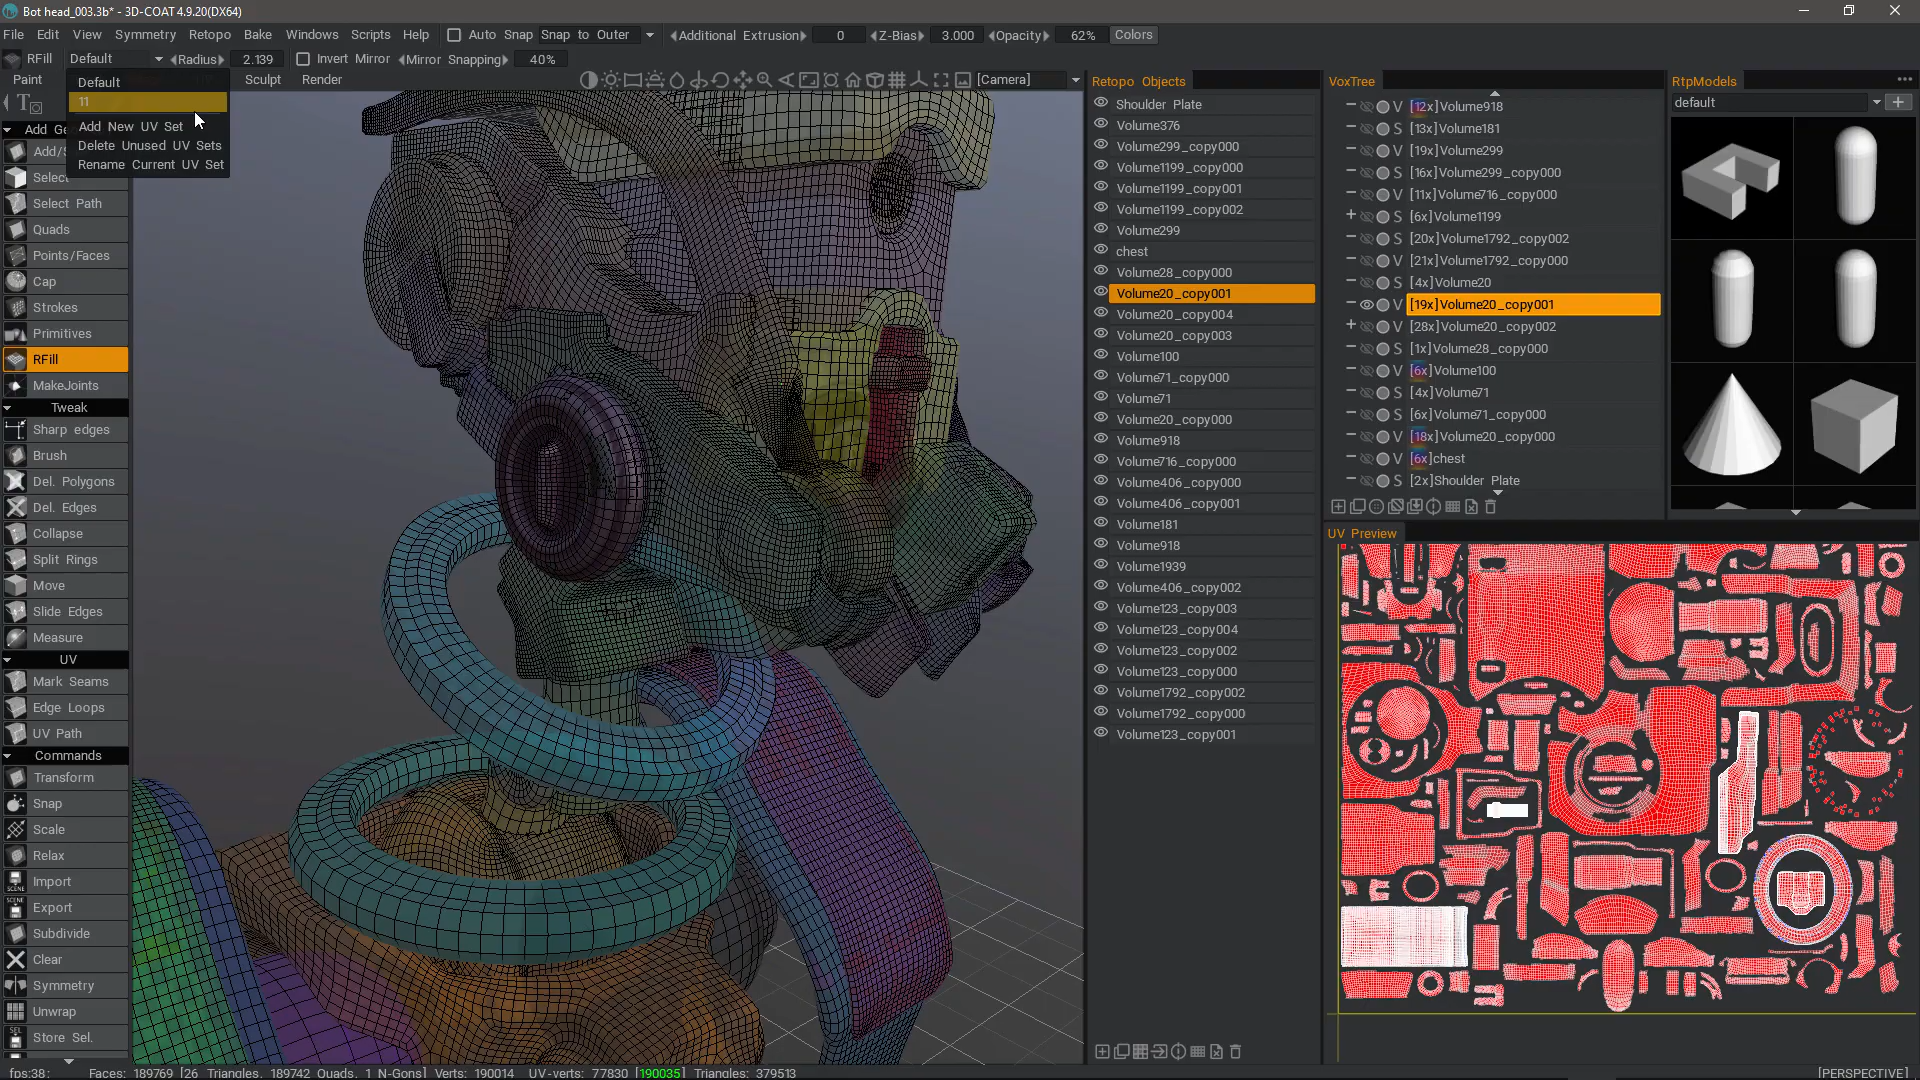 Bot head_003.3b* - 3D-COAT 4.9.20(DX64)
File Edit View Symmetry Retopo Bake Windows Scripts Help Auto Snap Snap to Outer Additional Extrusion 0 Z-Bias 3.000 Opacity 62% Colors
RFill Default Radius 2.139 Invert Mirror Mirror Snapping 40%
Paint Sculpt Render [Camera]
Default
11
Add New UV Set
Delete Unused UV Sets
Rename Current UV Set
Add Ge
Add/S
Select
Select Path
Quads
Points/Faces
Cap
Strokes
Primitives
RFill
MakeJoints
Tweak
Sharp edges
Brush
Del. Polygons
Del. Edges
Collapse
Split Rings
Move
Slide Edges
Measure
UV
Mark Seams
Edge Loops
UV Path
Commands
Transform
Snap
Scale
Relax
SCENE Import
SCENE Export
Subdivide
Clear
Symmetry
Unwrap
SEL Store Sel.
Retopo Objects
Shoulder Plate
Volume376
Volume299_copy000
Volume1199_copy000
Volume1199_copy001
Volume1199_copy002
Volume299
chest
Volume28_copy000
Volume20_copy001
Volume20_copy004
Volume20_copy003
Volume100
Volume71_copy000
Volume71
Volume20_copy000
Volume918
Volume716_copy000
Volume406_copy000
Volume406_copy001
Volume181
Volume918
Volume1939
Volume406_copy002
Volume123_copy003
Volume123_copy004
Volume123_copy002
Volume123_copy000
Volume1792_copy002
Volume1792_copy000
Volume123_copy001
VoxTree
V [12x]Volume918
S [13x]Volume181
V [19x]Volume299
S [16x]Volume299_copy000
V [11x]Volume716_copy000
S [6x]Volume1199
V [20x]Volume1792_copy002
V [21x]Volume1792_copy000
S [4x]Volume20
V [19x]Volume20_copy001
V [28x]Volume20_copy002
S [1x]Volume28_copy000
V [6x]Volume100
S [4x]Volume71
S [6x]Volume71_copy000
V [18x]Volume20_copy000
V [6x]chest
S [2x]Shoulder Plate
RtpModels
default
UV Preview
fps:38; Faces: 189769 [26 Triangles, 189742 Quads, 1 N-Gons] Verts: 190014 UV-verts: 77830 [190035] Triangles: 379513 [PERSPECTIVE]